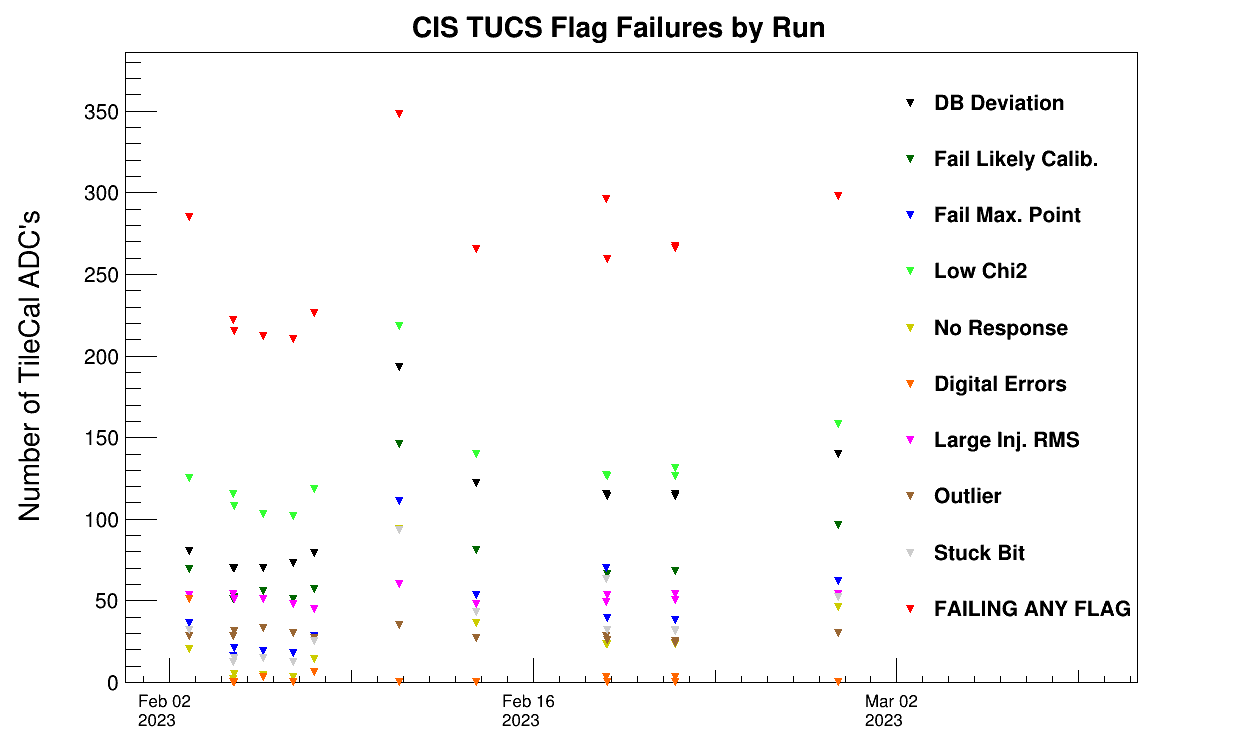 CIS TUCS Flag Failures by Run
Number of TileCal ADC's
350
300
250
200
150
100
50
0
Feb 02
2023
Feb 16
2023
Mar 02
2023
DB Deviation
Fail Likely Calib.
Fail Max. Point
Low Chi2
No Response
Digital Errors
Large Inj. RMS
Outlier
Stuck Bit
FAILING ANY FLAG